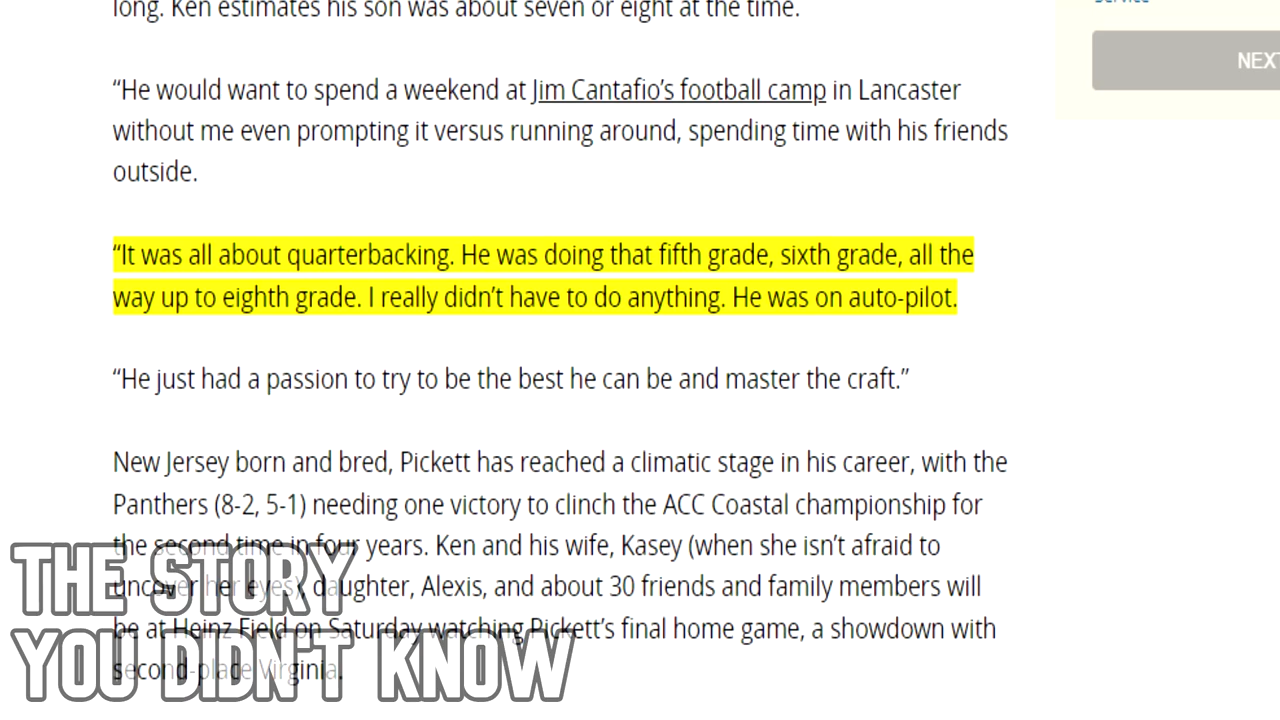 long. Ken estimates his son was about seven or eight at the time.
Service
NEXT
“He would want to spend a weekend at Jim Cantafio’s football camp in Lancaster
without me even prompting it versus running around, spending time with his friends
outside.
“It was all about quarterbacking. He was doing that fifth grade, sixth grade, all the
way up to eighth grade. I really didn’t have to do anything. He was on auto-pilot.
“He just had a passion to try to be the best he can be and master the craft.”
New Jersey born and bred, Pickett has reached a climatic stage in his career, with the
Panthers (8-2, 5-1) needing one victory to clinch the ACC Coastal championship for
the second time in four years. Ken and his wife, Kasey (when she isn’t afraid to
uncover her eyes), daughter, Alexis, and about 30 friends and family members will
be at Heinz Field on Saturday watching Pickett’s final home game, a showdown with
second-place Virginia.
THE STORY
YOU DIDN'T KNOW